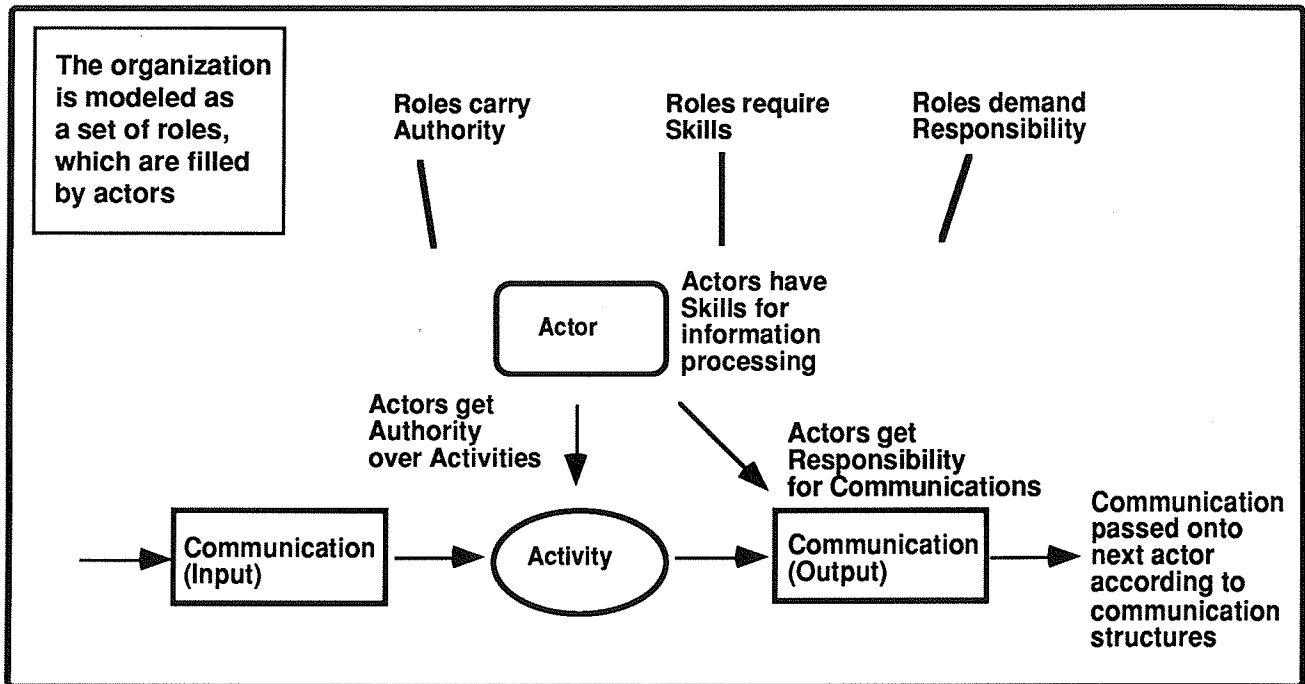 The organization
is modeled as
a set of roles,
which are filled
by actors
Roles carry
Authority
Roles require
Skills
Roles demand
Responsibility
Actor
Actors have
Skills for
information
processing
Actors get
Authority
over Activities
Actors get
Responsibility
for Communications
Communication
(Input)
Activity
Communication
(Output)
Communication
passed onto
next actor
according to
communication
structures